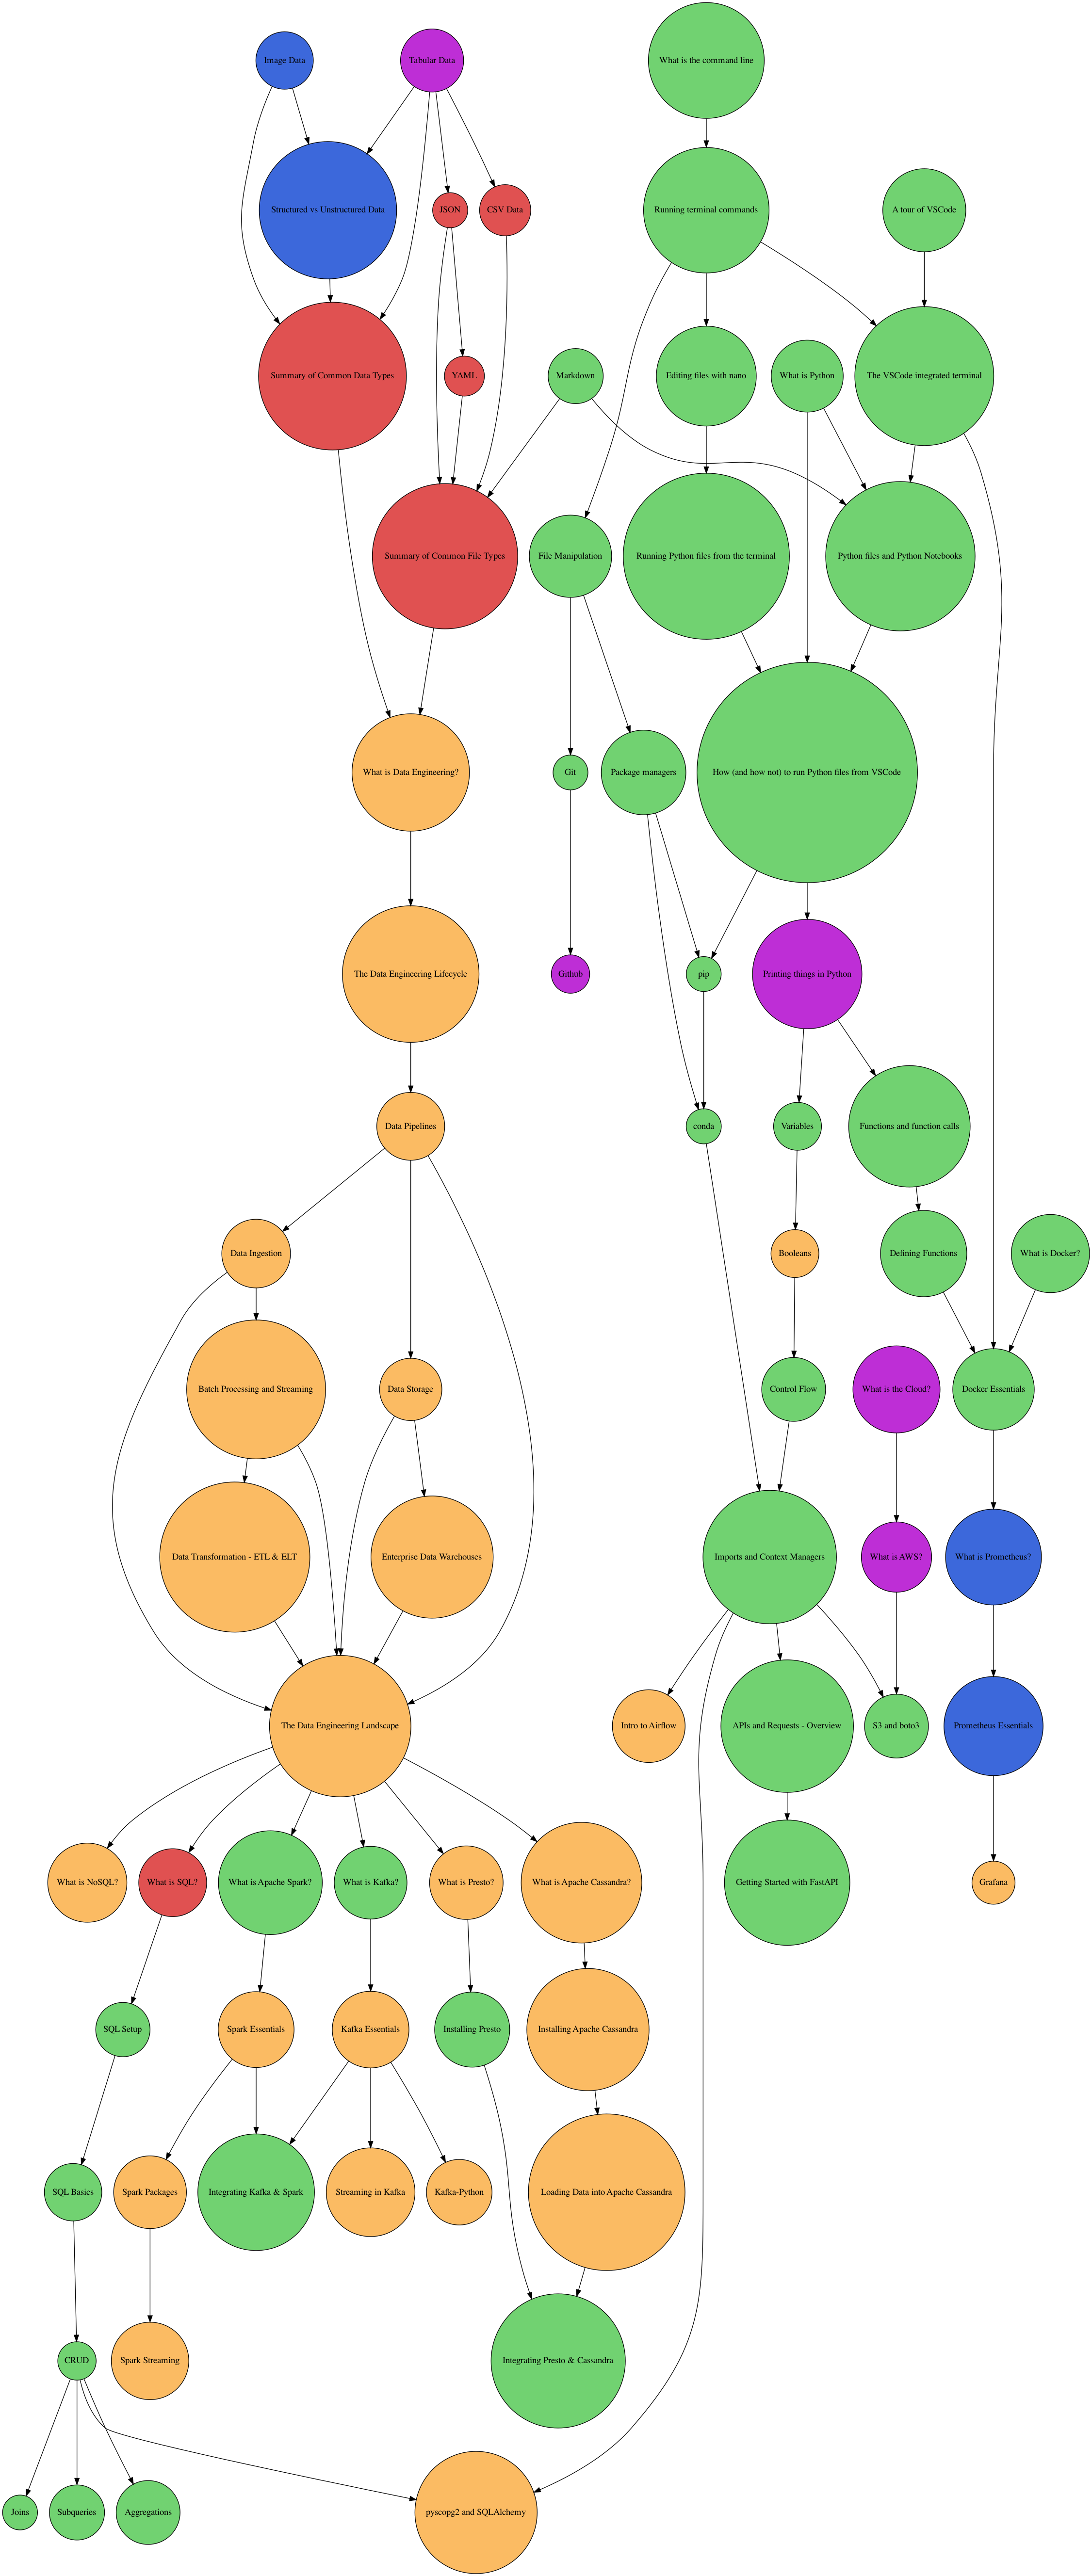 What is the command line
Image Data
Tabular Data
Structured vs Unstructured Data
JSON
CSV Data
Running terminal commands
A tour of VSCode
Summary of Common Data Types
YAML
Markdown
Editing files with nano
What is Python
The VSCode integrated terminal
Summary of Common File Types
File Manipulation
Running Python files from the terminal
Python files and Python Notebooks
What is Data Engineering?
Git
Package managers
How (and how not) to run Python files from VSCode
The Data Engineering Lifecycle
Github
pip
Printing things in Python
Data Pipelines
conda
Variables
Functions and function calls
Data Ingestion
Booleans
Defining Functions
What is Docker?
Batch Processing and Streaming
Data Storage
Control Flow
What is the Cloud?
Docker Essentials
Data Transformation - ETL & ELT
Enterprise Data Warehouses
Imports and Context Managers
What is AWS?
What is Prometheus?
The Data Engineering Landscape
Intro to Airflow
APIs and Requests - Overview
S3 and boto3
Prometheus Essentials
What is NoSQL?
What is SQL?
What is Apache Spark?
What is Kafka?
What is Presto?
What is Apache Cassandra?
Getting Started with FastAPI
Grafana
SQL Setup
Spark Essentials
Kafka Essentials
Installing Presto
Installing Apache Cassandra
SQL Basics
Spark Packages
Integrating Kafka & Spark
Streaming in Kafka
Kafka-Python
Loading Data into Apache Cassandra
CRUD
Spark Streaming
Integrating Presto & Cassandra
Joins
Subqueries
Aggregations
pyscopg2 and SQLAlchemy